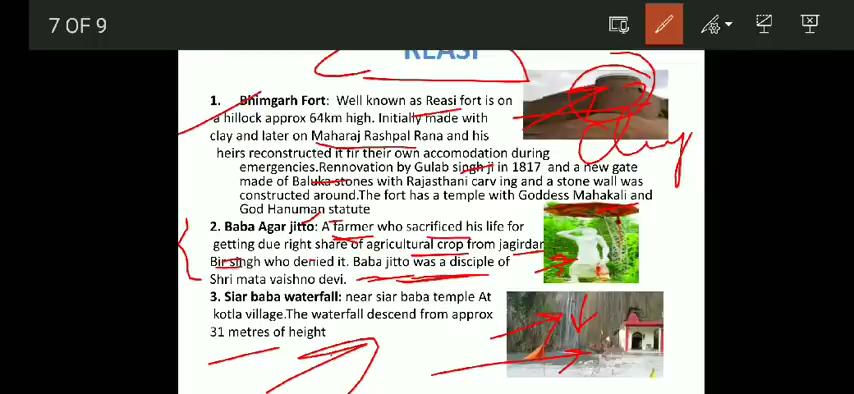 7 OF 9
REASI
1. Bhimgarh Fort: Well known as Reasi fort is on
a hillock approx 64km high. Initially made with
clay and later on Maharaj Rashpal Rana and his
heirs reconstructed it fir their own accomodation during
emergencies.Rennovation by Gulab singh ji in 1817 and a new gate
made of Baluka stones with Rajasthani carv ing and a stone wall was
constructed around.The fort has a temple with Goddess Mahakali and
God Hanuman statute
clay
2. Baba Agar jitto: A farmer who sacrificed his life for
getting due right share of agricultural crop from jagirdar
Bir singh who denied it. Baba jitto was a disciple of
Shri mata vaishno devi.
3. Siar baba waterfall: near siar baba temple At
kotla village.The waterfall descend from approx
31 metres of height